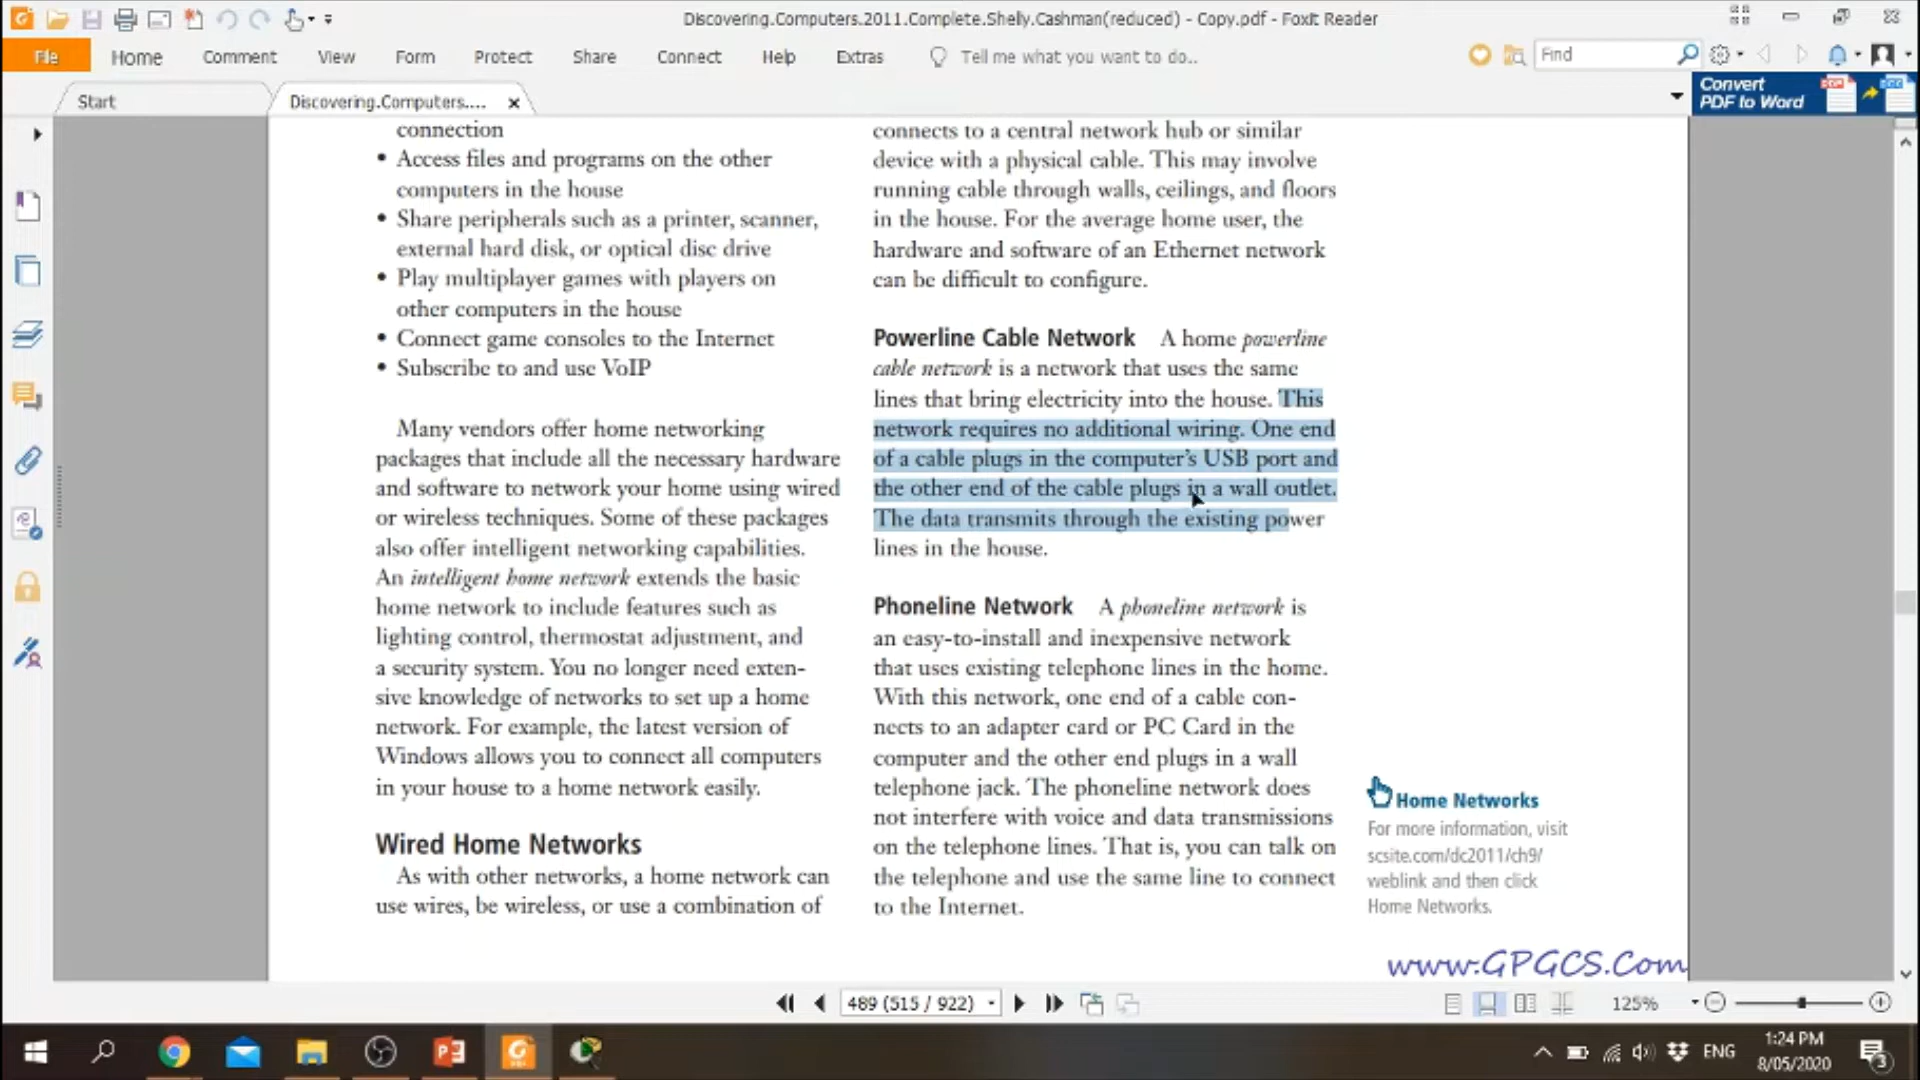 Discovering.Computers.2011.Complete.Shelly.Cashman(reduced) - Copy.pdf - Foxit Reader
File Home Comment View Form Protect Share Connect Help Extras Tell me what you want to do.. Find
Start Discovering.Computers.... Convert
PDF to Word
connection
• Access files and programs on the other
computers in the house
• Share peripherals such as a printer, scanner,
external hard disk, or optical disc drive
• Play multiplayer games with players on
other computers in the house
• Connect game consoles to the Internet
• Subscribe to and use VoIP
Many vendors offer home networking
packages that include all the necessary hardware
and software to network your home using wired
or wireless techniques. Some of these packages
also offer intelligent networking capabilities.
An intelligent home network extends the basic
home network to include features such as
lighting control, thermostat adjustment, and
a security system. You no longer need exten-
sive knowledge of networks to set up a home
network. For example, the latest version of
Windows allows you to connect all computers
in your house to a home network easily.
Wired Home Networks
As with other networks, a home network can
use wires, be wireless, or use a combination of
connects to a central network hub or similar
device with a physical cable. This may involve
running cable through walls, ceilings, and floors
in the house. For the average home user, the
hardware and software of an Ethernet network
can be difficult to configure.
Powerline Cable Network A home powerline
cable network is a network that uses the same
lines that bring electricity into the house. This
network requires no additional wiring. One end
of a cable plugs in the computer's USB port and
the other end of the cable plugs in a wall outlet.
The data transmits through the existing power
lines in the house.
Phoneline Network A phoneline network is
an easy-to-install and inexpensive network
that uses existing telephone lines in the home.
With this network, one end of a cable con-
nects to an adapter card or PC Card in the
computer and the other end plugs in a wall
telephone jack. The phoneline network does
not interfere with voice and data transmissions
on the telephone lines. That is, you can talk on
the telephone and use the same line to connect
to the Internet.
Home Networks
For more information, visit
scsite.com/dc2011/ch9/
weblink and then click
Home Networks.
www.GPGCS.Com
489 (515 / 922) 125%
ENG 1:24 PM
8/05/2020 3